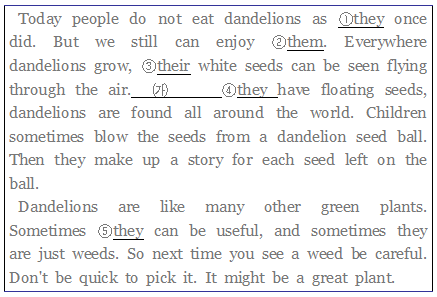 Today people do not eat dandelions as ①they once
did. But we still can enjoy ②them. Everywhere
dandelions grow, ③their white seeds can be seen flying
through the air. ㈎ ④they have floating seeds,
dandelions are found all around the world. Children
sometimes blow the seeds from a dandelion seed ball.
Then they make up a story for each seed left on the
ball.
Dandelions are like many other green plants.
Sometimes ⑤they can be useful, and sometimes they
are just weeds. So next time you see a weed be careful.
Don't be quick to pick it. It might be a great plant.